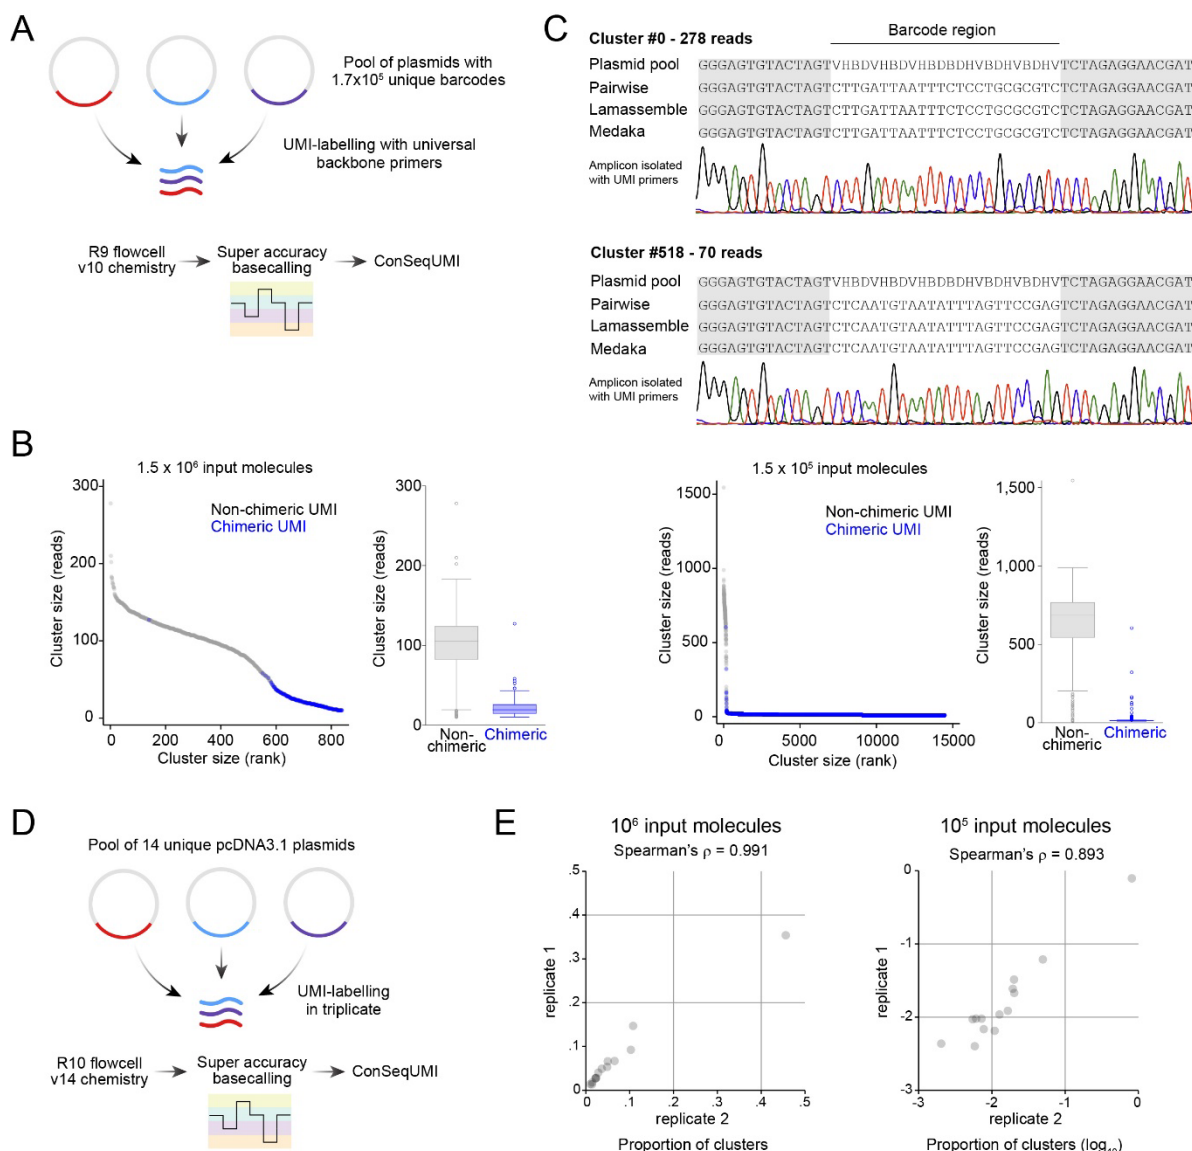 A
Pool of plasmids with
1.7x10⁵ unique barcodes
UMI-labelling with universal
backbone primers
R9 flowcell
v10 chemistry
Super accuracy
basecalling
ConSeqUMI
C
Cluster #0 - 278 reads
Barcode region
Plasmid pool GGGAGTGTACTAGTVHBDVHBDVHBDBDHVBDHVBDHVTCTAGAGGAACGAT
Pairwise GGGAGTGTACTAGTCTTGATTAATTTCTCCTGCGCGTCTCTAGAGGAACGAT
Lamassemble GGGAGTGTACTAGTCTTGATTAATTTCTCCTGCGCGTCTCTAGAGGAACGAT
Medaka GGGAGTGTACTAGTCTTGATTAATTTCTCCTGCGCGTCTCTAGAGGAACGAT
Amplicon isolated
with UMI primers
Cluster #518 - 70 reads
Plasmid pool GGGAGTGTACTAGTVHBDVHBDVHBDBDHVBDHVBDHVTCTAGAGGAACGAT
Pairwise GGGAGTGTACTAGTCTCAATGTAATATTTAGTTCCGAGTCTAGAGGAACGAT
Lamassemble GGGAGTGTACTAGTCTCAATGTAATATTTAGTTCCGAGTCTAGAGGAACGAT
Medaka GGGAGTGTACTAGTCTCAATGTAATATTTAGTTCCGAGTCTAGAGGAACGAT
Amplicon isolated
with UMI primers
B
1.5 x 10⁶ input molecules
Cluster size (reads)
300
200
100
0
Non-chimeric UMI
Chimeric UMI
0 200 400 600 800
Cluster size (rank)
Cluster size (reads)
300
200
100
0
Non-
chimeric
Chimeric
1.5 x 10⁵ input molecules
Cluster size (reads)
1500
1000
500
0
Non-chimeric UMI
Chimeric UMI
0 5000 10000 15000
Cluster size (rank)
Cluster size (reads)
1,500
1,000
500
0
Non-
chimeric
Chimeric
D
Pool of 14 unique pcDNA3.1 plasmids
UMI-labelling
in triplicate
R10 flowcell
v14 chemistry
Super accuracy
basecalling
ConSeqUMI
E
10⁶ input molecules
Spearman's ρ = 0.991
replicate 1
.5
.4
.3
.2
.1
0
0 .1 .2 .3 .4 .5
replicate 2
Proportion of clusters
10⁵ input molecules
Spearman's ρ = 0.893
replicate 1
0
-1
-2
-3
-3 -2 -1 0
replicate 2
Proportion of clusters (log₁₀)